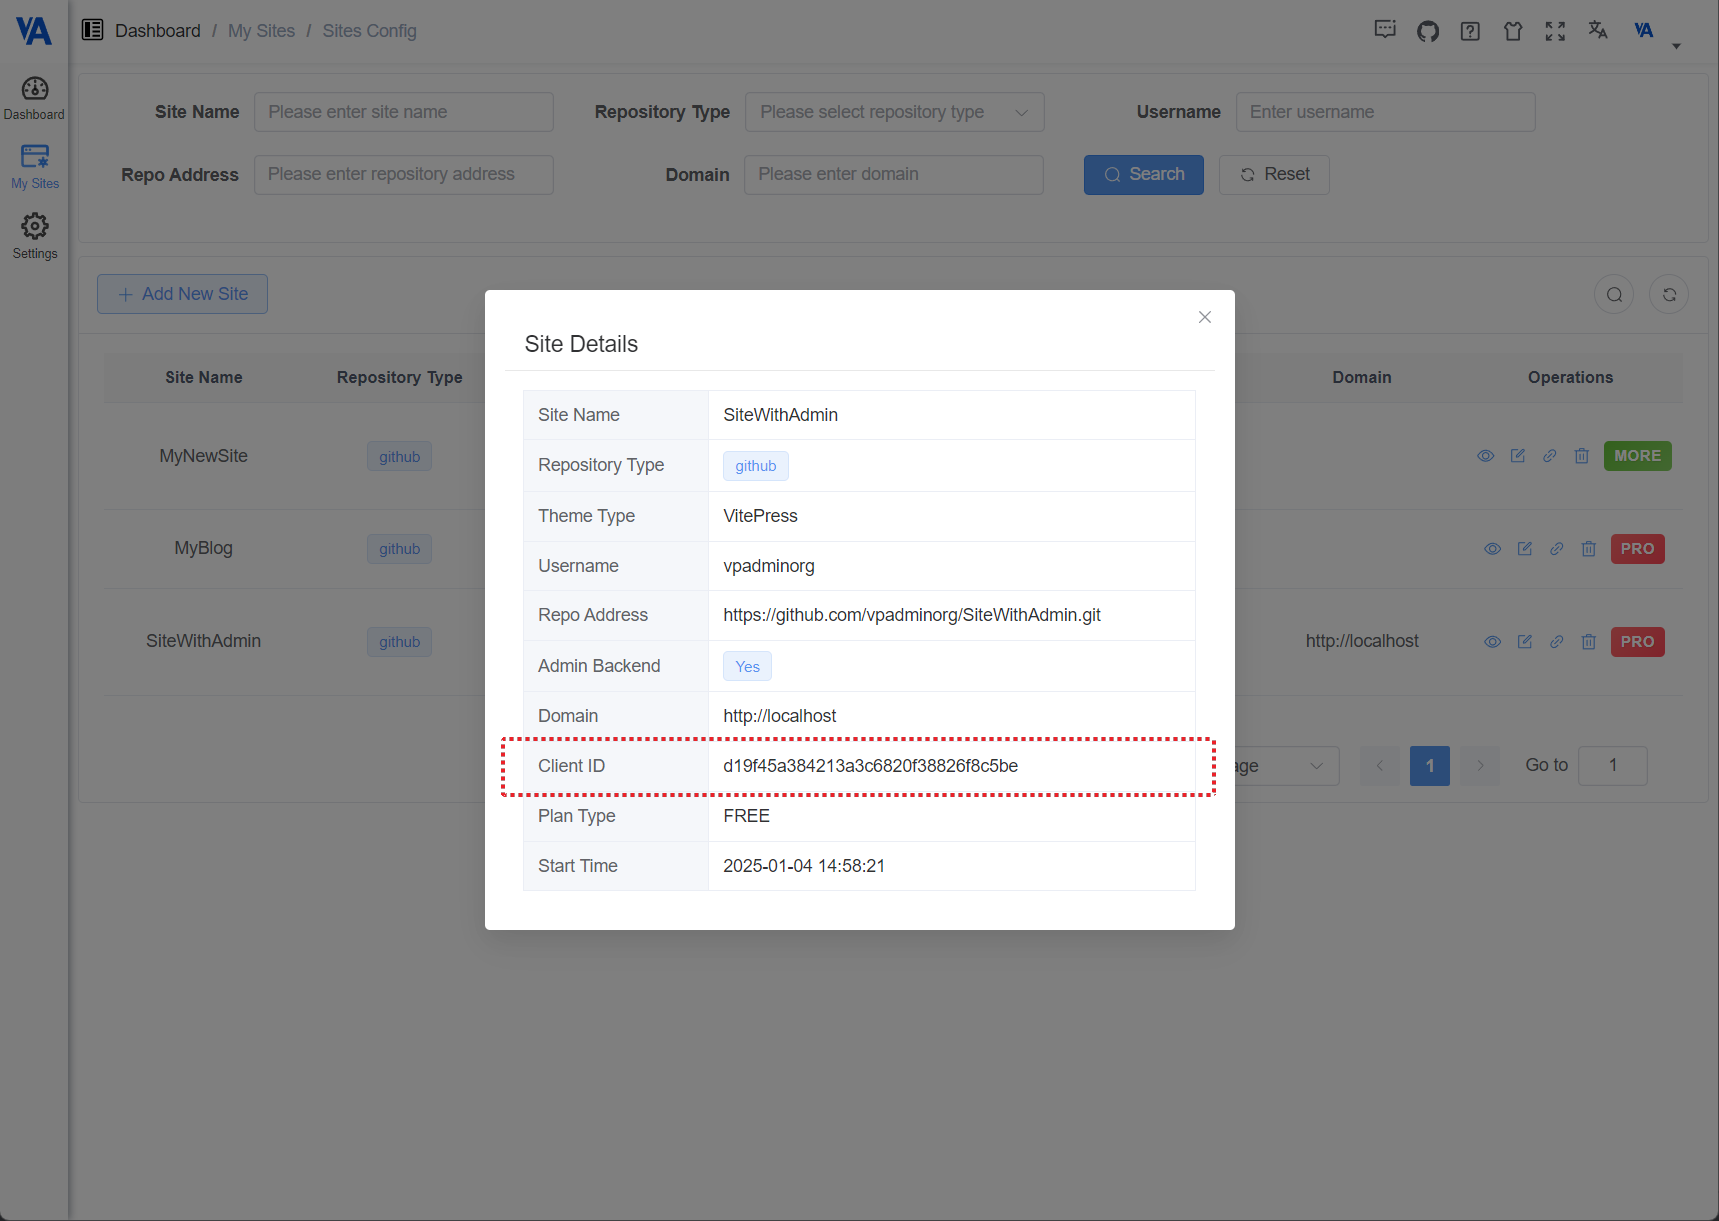 VA
Dashboard / My Sites / Sites Config
VA
Dashboard
My Sites
Settings
Site Name Please enter site name Repository Type Please select repository type Username Enter username
Repo Address Please enter repository address Domain Please enter domain Search Reset
Add New Site
Site Name Repository Type Domain Operations
MyNewSite github MORE
MyBlog github PRO
SiteWithAdmin github http://localhost PRO
1 Go to 1
Site Details
Site Name SiteWithAdmin
Repository Type github
Theme Type VitePress
Username vpadminorg
Repo Address https://github.com/vpadminorg/SiteWithAdmin.git
Admin Backend Yes
Domain http://localhost
Client ID d19f45a384213a3c6820f38826f8c5be
Plan Type FREE
Start Time 2025-01-04 14:58:21